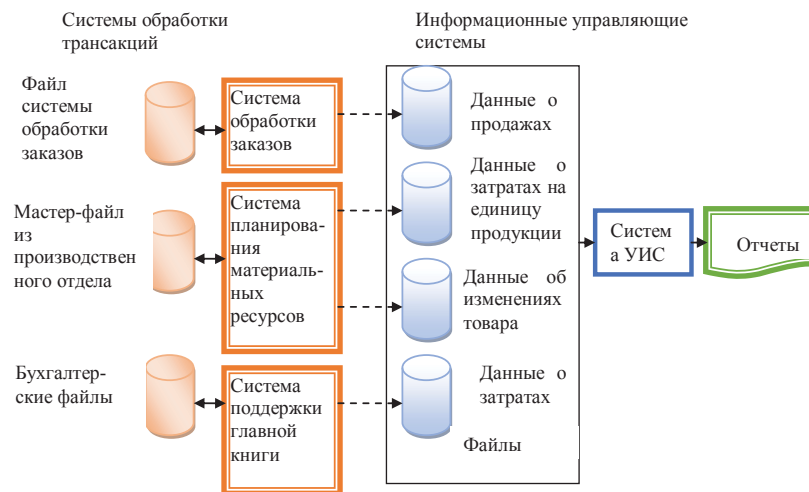 Системы обработки
трансакций
Информационные управляющие
системы
Файл
системы
обработки
заказов
Система
обработки
заказов
Данные о
продажах
Мастер-файл
из
производствен
ного отдела
Система
планирова-
ния
материаль-
ных
ресурсов
Данные о
затратах на
единицу
продукции
Данные об
изменениях
товара
Систем
а УИС
Отчеты
Бухгалтер-
ские файлы
Система
поддержки
главной
книги
Данные о
затратах
Файлы